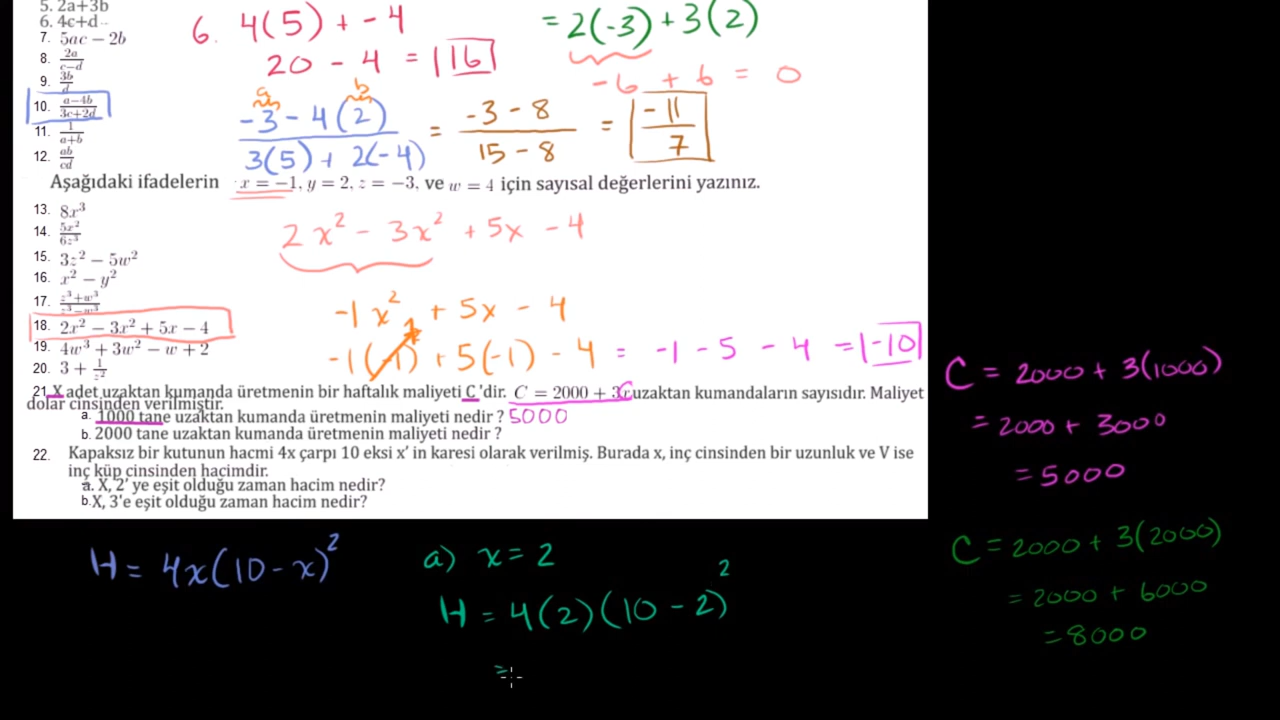 5. 2a+3b
6. 4c+d
7. 5ac − 2b
8. 2a/c−d
9. 3b/d
10. a−4b/3c+2d
11. 1/a+b
12. ab/cd
6. 4(5) + -4
20 - 4 = 16
= 2(-3) + 3(2)
-6 + 6 = 0
a b
-3 - 4(2)/3(5) + 2(-4) = -3 - 8/15 - 8 = -11/7
Aşağıdaki ifadelerin x = −1, y = 2, z = −3, ve w = 4 için sayısal değerlerini yazınız.
13. 8x³
14. 5x²/6z³
15. 3z² − 5w²
16. x² − y²
17. z³+w³/z³−w³
18. 2x² − 3x² + 5x − 4
19. 4w³ + 3w² − w + 2
20. 3 + 1/z²
2x² - 3x² + 5x - 4
-1x² + 5x - 4
-1(-1) + 5(-1) - 4 = -1 - 5 - 4 = -10
21. X adet uzaktan kumanda üretmenin bir haftalık maliyeti C'dir. C = 2000 + 3 uzaktan kumandaların sayısıdır. Maliyet
dolar cinsinden verilmiştir.
a. 1000 tane uzaktan kumanda üretmenin maliyeti nedir ? 5000
b. 2000 tane uzaktan kumanda üretmenin maliyeti nedir ?
22. Kapaksız bir kutunun hacmi 4x çarpı 10 eksi x' in karesi olarak verilmiş. Burada x, inç cinsinden bir uzunluk ve V ise
inç küp cinsinden hacimdir.
a. X, 2' ye eşit olduğu zaman hacim nedir?
b.X, 3'e eşit olduğu zaman hacim nedir?
C = 2000 + 3(1000)
= 2000 + 3000
= 5000
C = 2000 + 3(2000)
= 2000 + 6000
= 8000
H = 4x(10 - x)²
a) x = 2
H = 4(2)(10 - 2)²
=